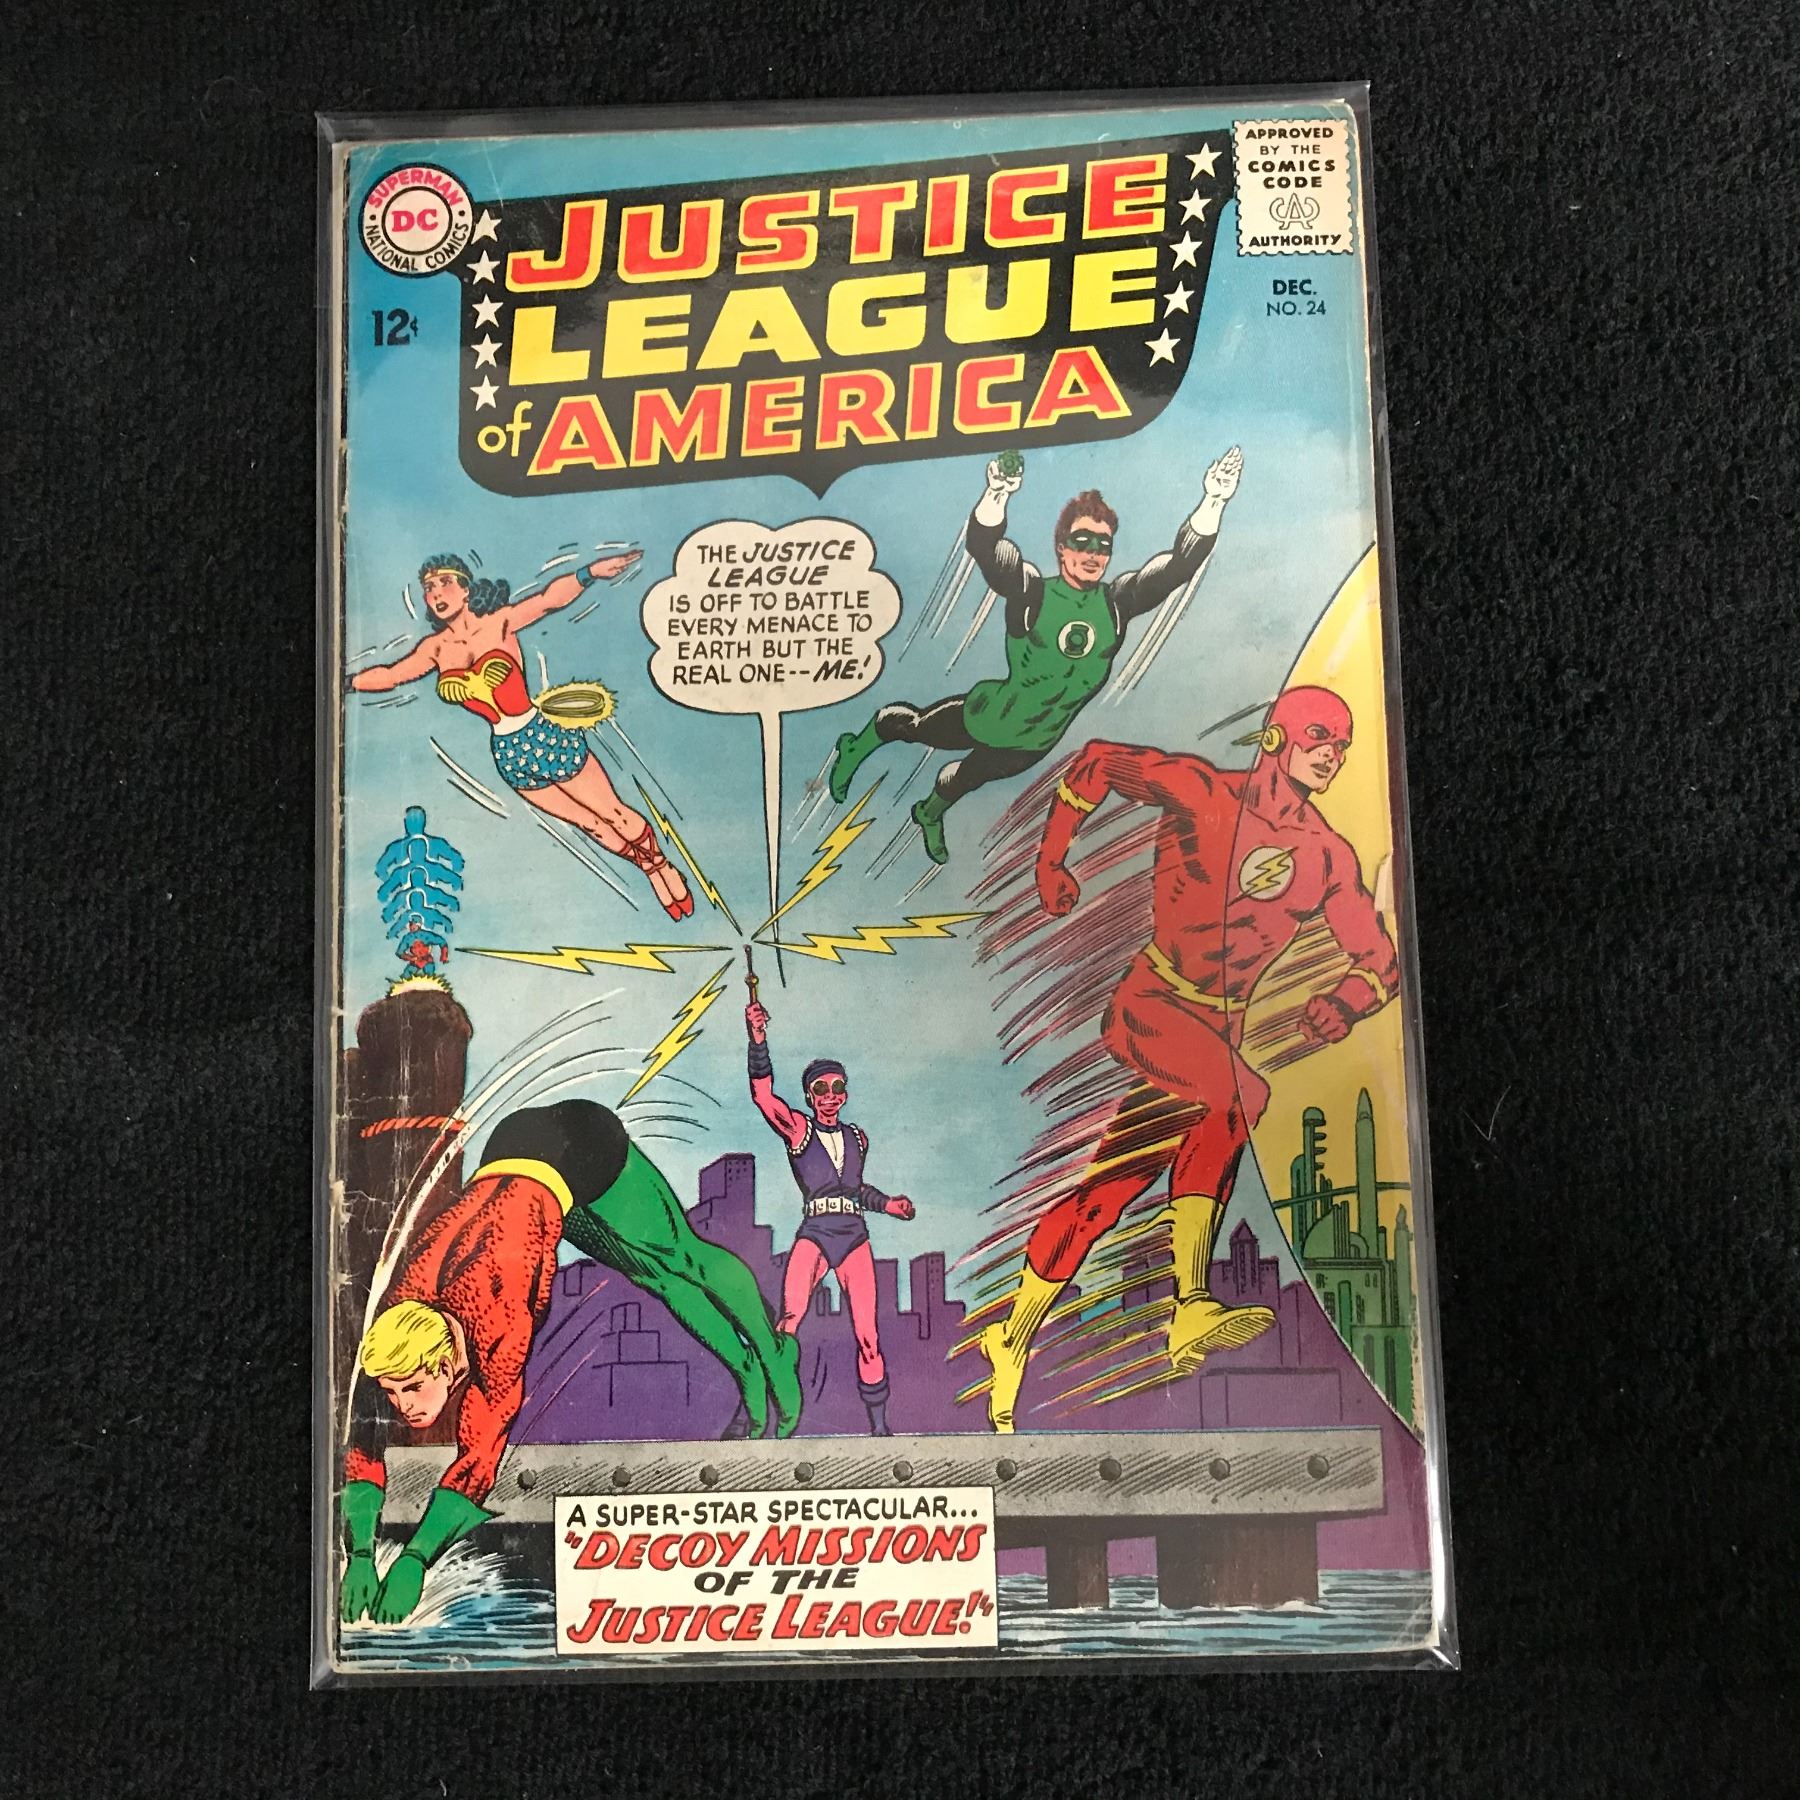 SUPERMAN
DC
NATIONAL COMICS
12¢
JUSTICE
LEAGUE
of AMERICA
APPROVED
BY THE
COMICS
CODE
CA
AUTHORITY
DEC.
NO. 24
THE JUSTICE
LEAGUE
IS OFF TO BATTLE
EVERY MENACE TO
EARTH BUT THE
REAL ONE--ME!
A SUPER-STAR SPECTACULAR...
"DECOY MISSIONS
OF THE
JUSTICE LEAGUE!"